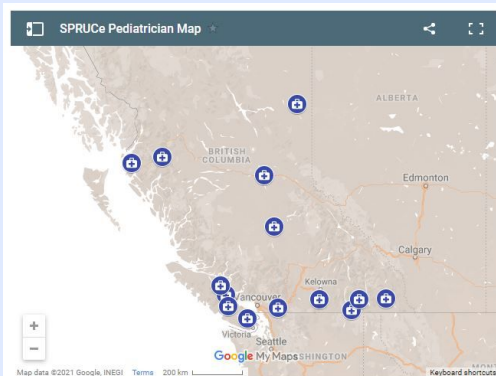 SPRUCe Pediatrician Map
ALBERTA
BRITISH
COLUMBIA
Edmonton
Calgary
Kelowna
Vancouver
Victoria
Seattle
Google My Maps
SHINGTON
Map data ©2021 Google, INEGI Terms 200 km
Keyboard shortcuts